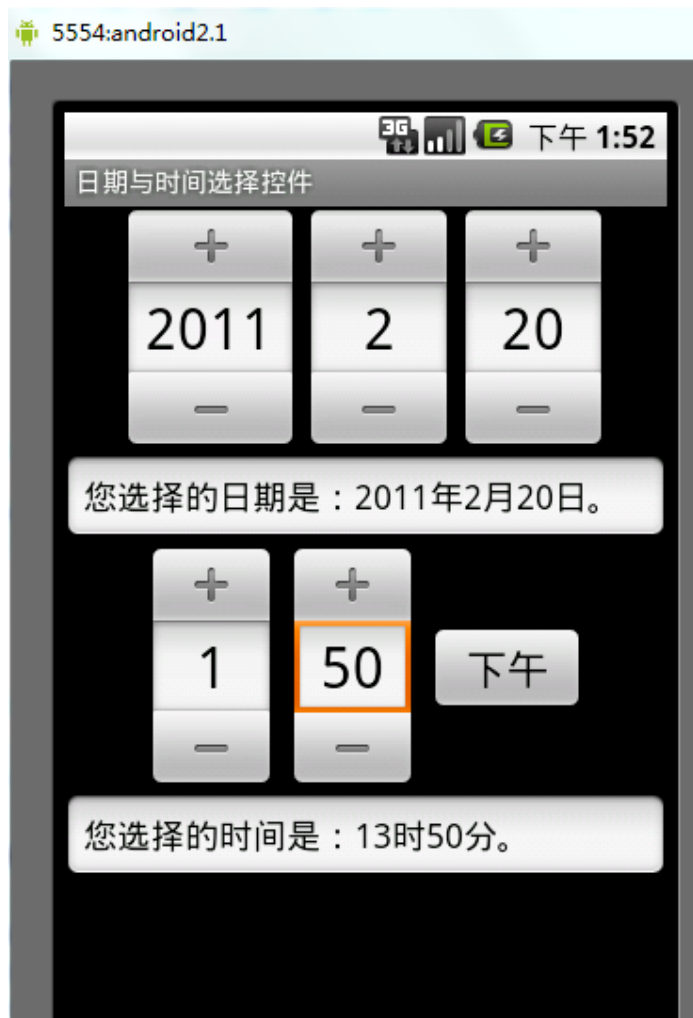 5554:android2.1
3G 下午 1:52
日期与时间选择控件
+ + +
2011 2 20
− − −
您选择的日期是：2011年2月20日。
+ +
1 50 下午
− −
您选择的时间是：13时50分。